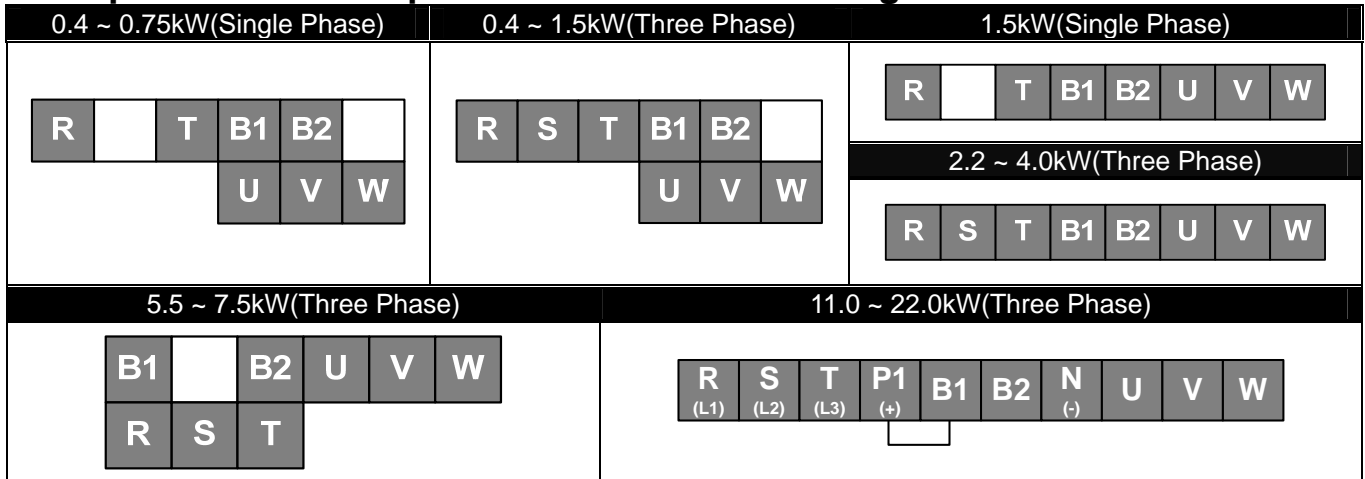 0.4 ~ 0.75kW(Single Phase)
R T B1 B2
U V W
0.4 ~ 1.5kW(Three Phase)
R S T B1 B2
U V W
1.5kW(Single Phase)
R T B1 B2 U V W
2.2 ~ 4.0kW(Three Phase)
R S T B1 B2 U V W
5.5 ~ 7.5kW(Three Phase)
B1 B2 U V W
R S T
11.0 ~ 22.0kW(Three Phase)
R S T P1 B1 B2 N U V W
(L1) (L2) (L3) (+) (-)